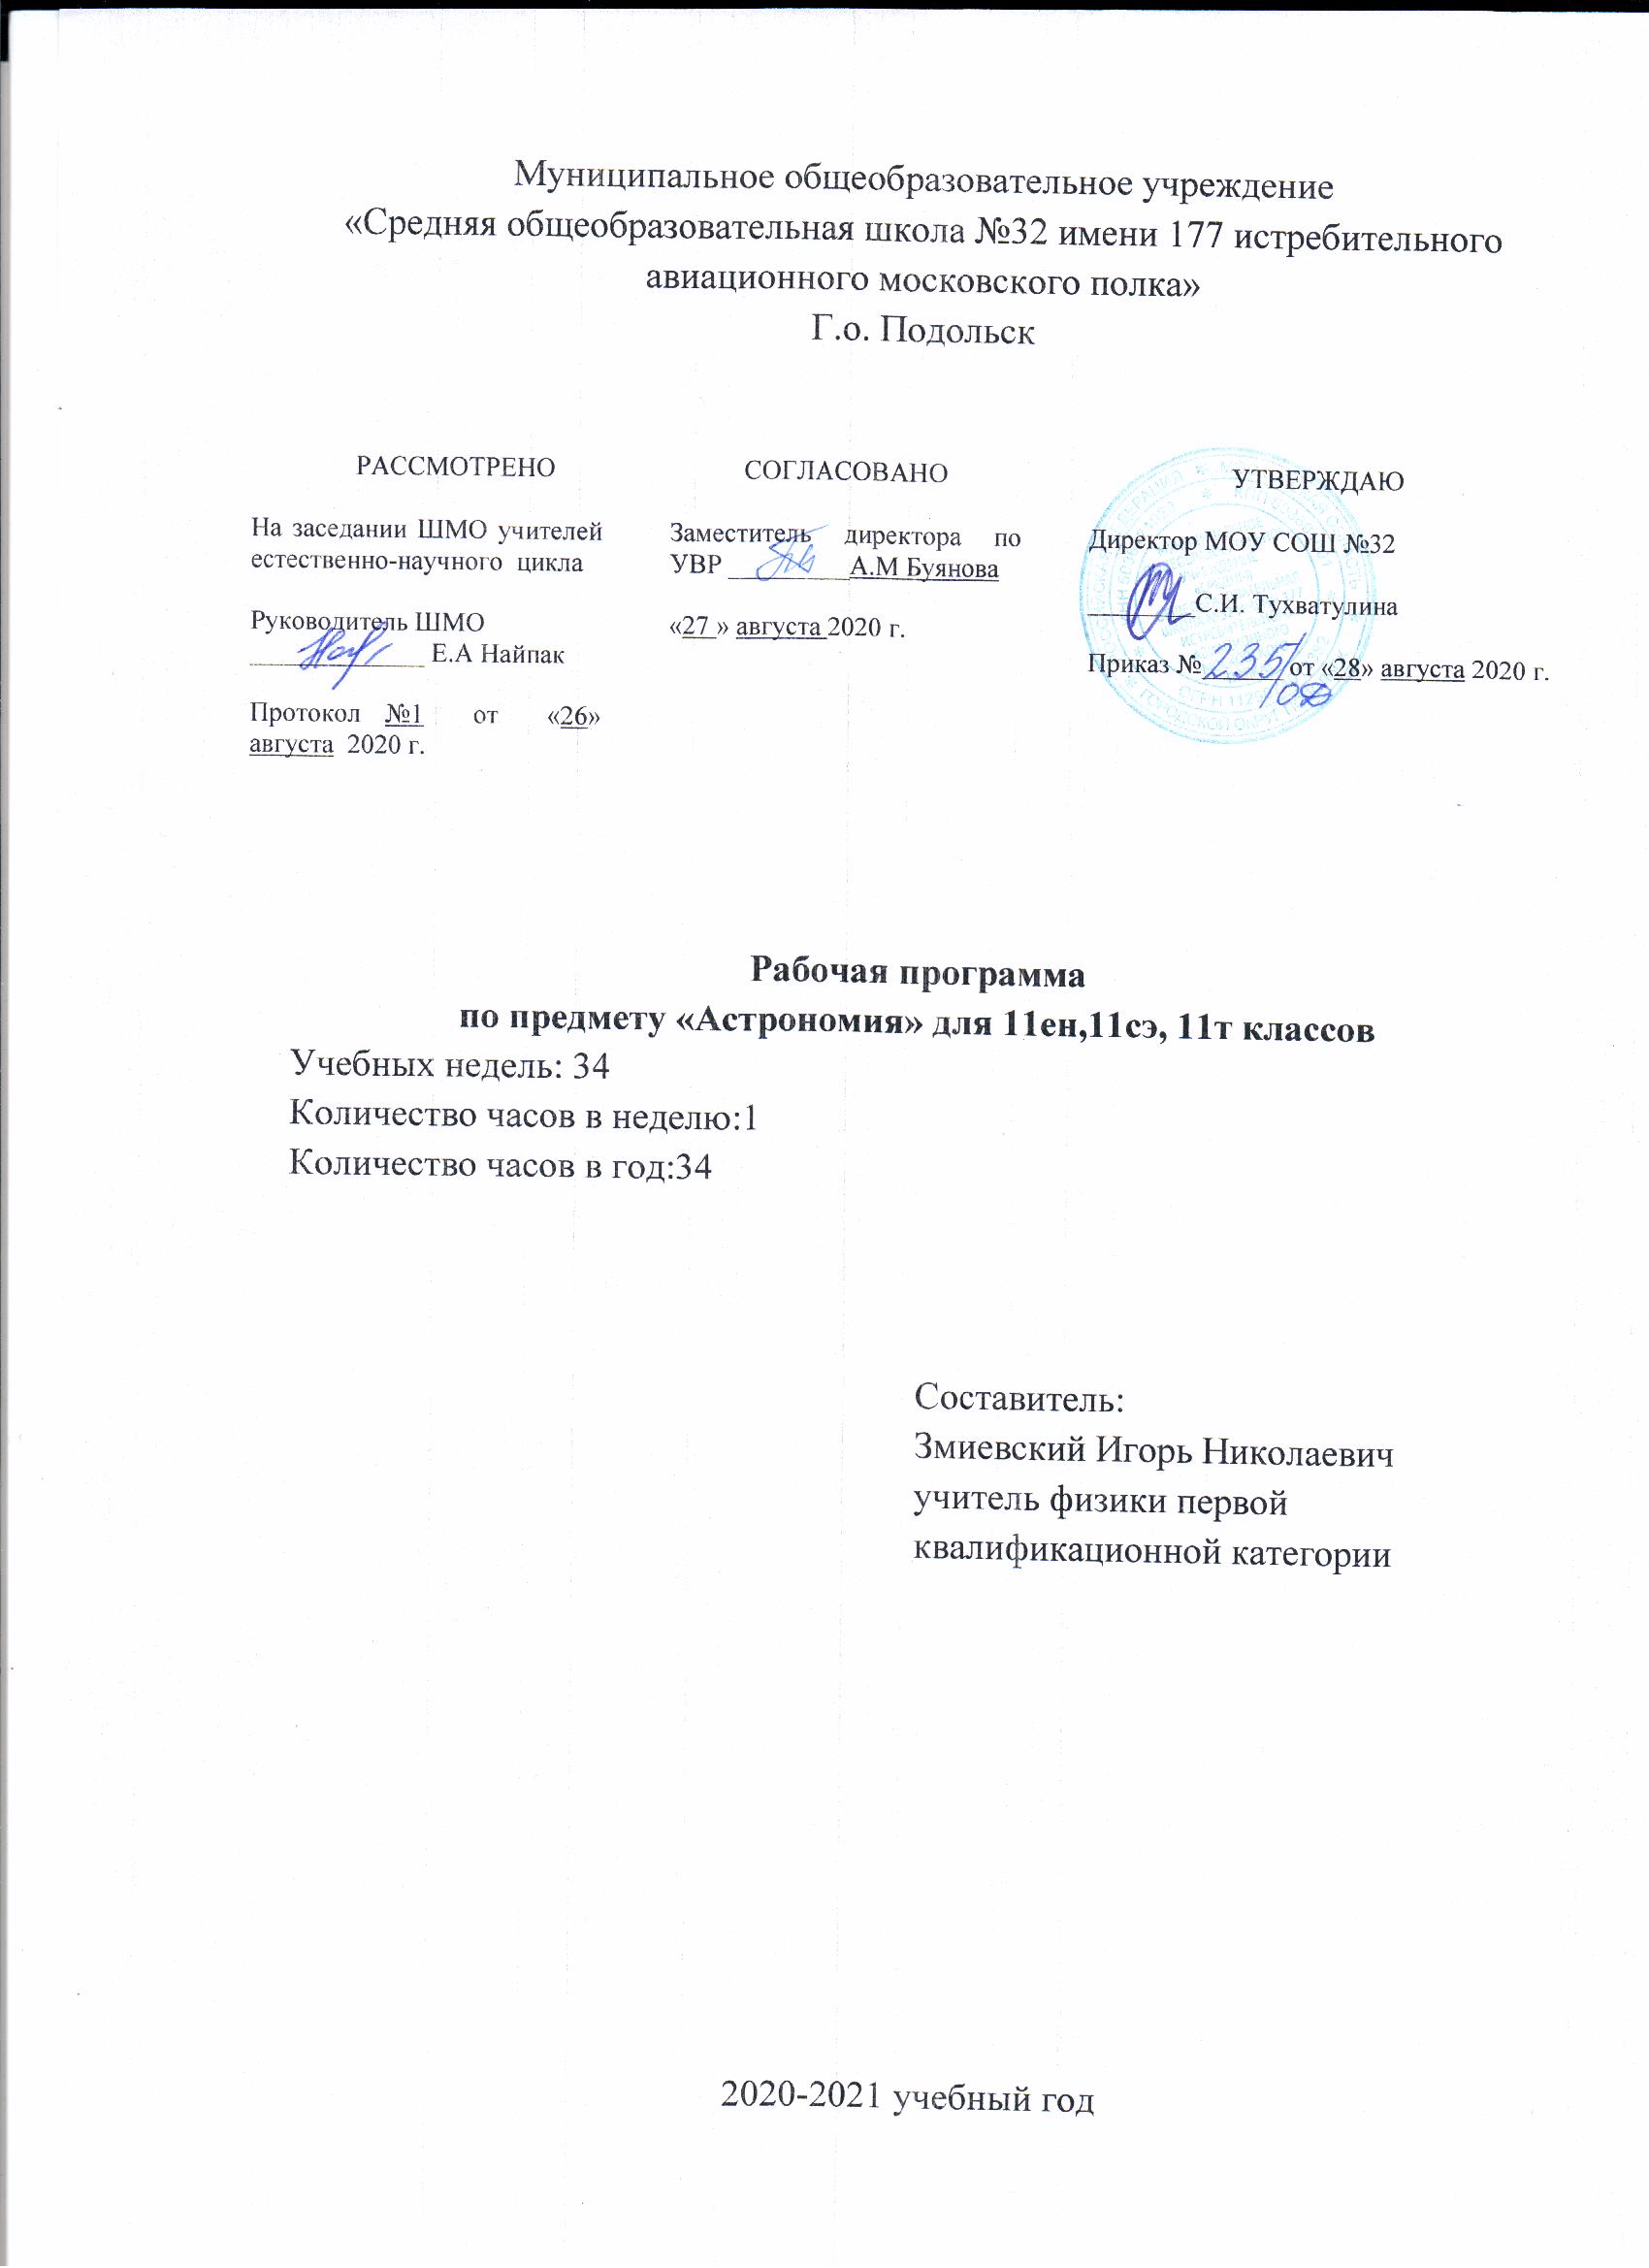 Муниципальное общеобразовательное учреждение
«Средняя общеобразовательная школа №32 имени 177 истребительного
авиационного московского полка»
Г.о. Подольск
РАССМОТРЕНО
На заседании ШМО учителей
естественно-научного цикла
Руководитель ШМО
Е.А Найпак
Протокол №1 от «26»
августа 2020 г.
СОГЛАСОВАНО
Заместитель директора по
УВР А.М Буянова
«27 » августа 2020 г.
УТВЕРЖДАЮ
Директор МОУ СОШ №32
С.И. Тухватулина
Приказ № 235/ от «28» августа 2020 г.
/ОД
Рабочая программа
по предмету «Астрономия» для 11ен,11сэ, 11т классов
Учебных недель: 34
Количество часов в неделю:1
Количество часов в год:34
Составитель:
Змиевский Игорь Николаевич
учитель физики первой
квалификационной категории
2020-2021 учебный год